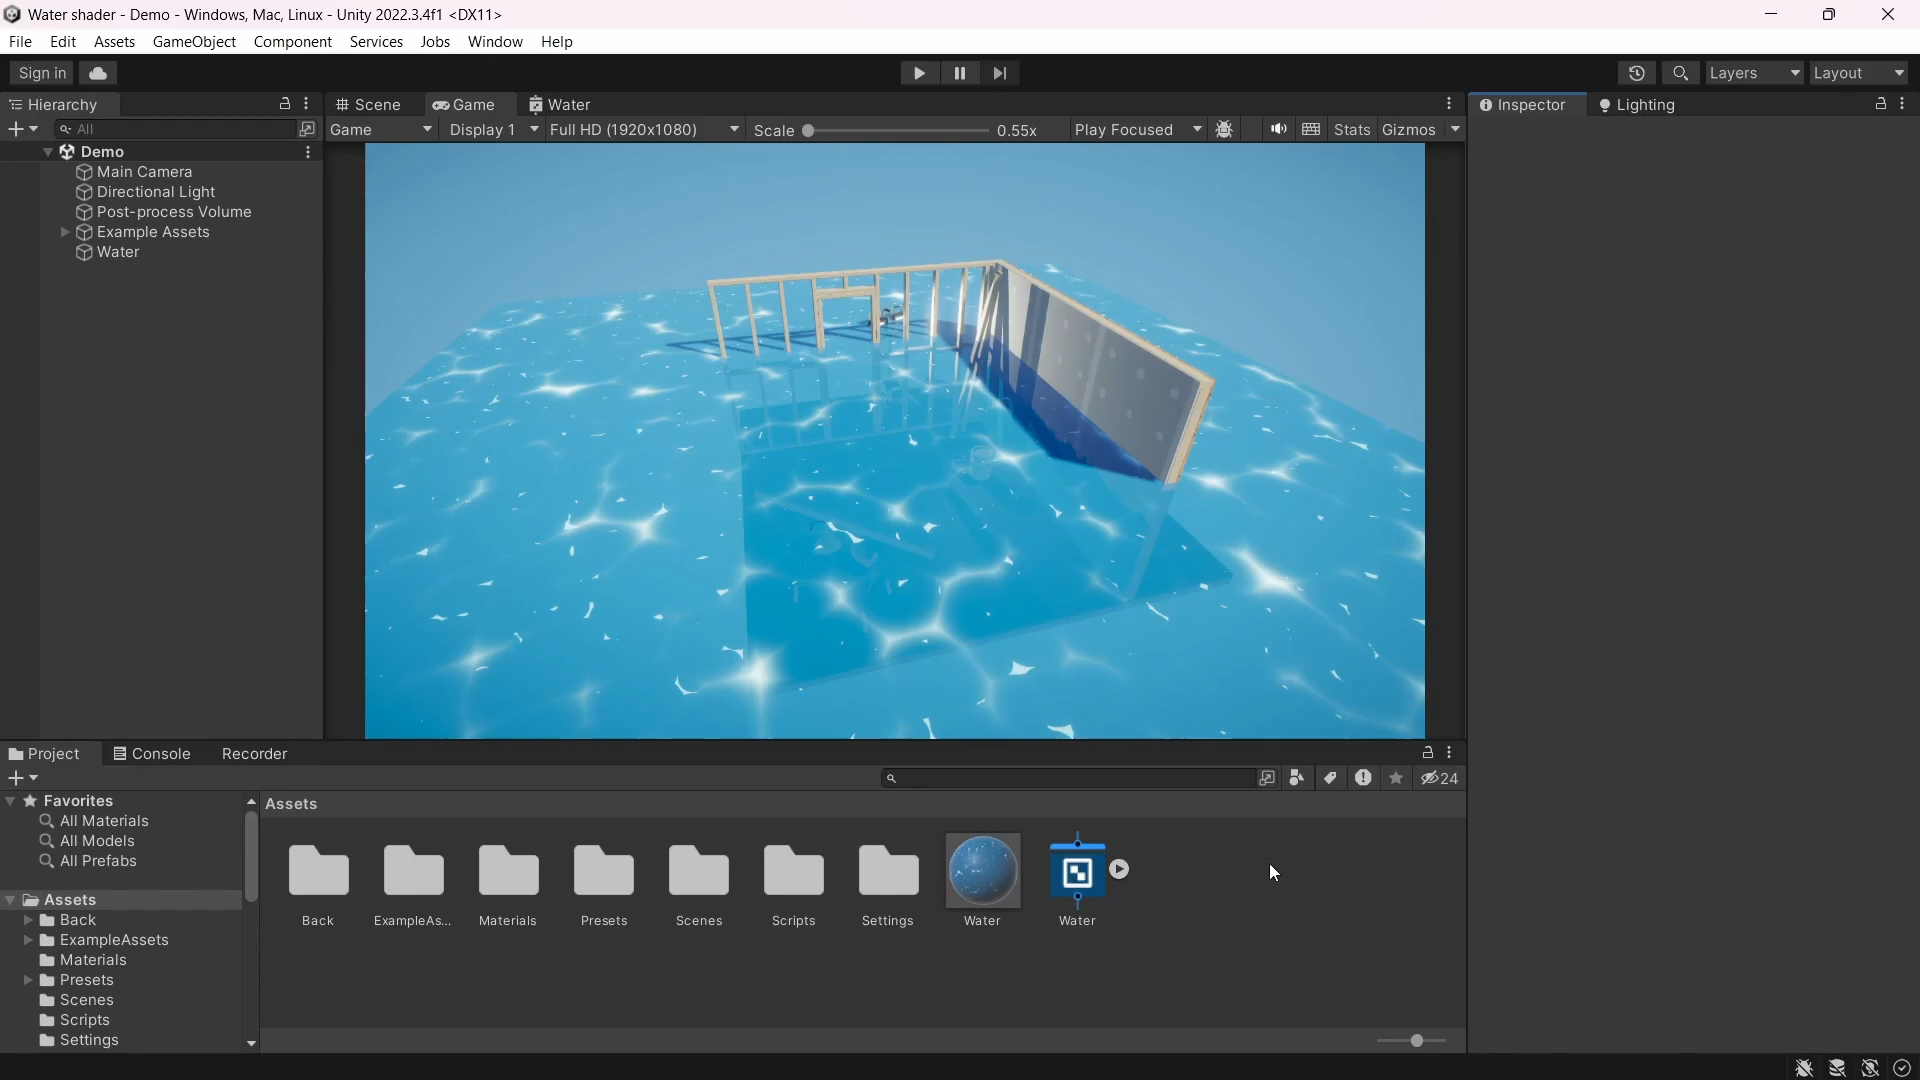 Water shader - Demo - Windows, Mac, Linux - Unity 2022.3.4f1 <DX11>
File Edit Assets GameObject Component Services Jobs Window Help
Sign in Layers Layout
Hierarchy Scene Game Water Inspector Lighting
All Game Display 1 Full HD (1920x1080) Scale 0.55x Play Focused Stats Gizmos
Demo
Main Camera
Directional Light
Post-process Volume
Example Assets
Water
Project Console Recorder
24
Favorites
All Materials
All Models
All Prefabs
Assets
Back
ExampleAssets
Materials
Presets
Scenes
Scripts
Settings
Assets
Back ExampleAs... Materials Presets Scenes Scripts Settings Water Water